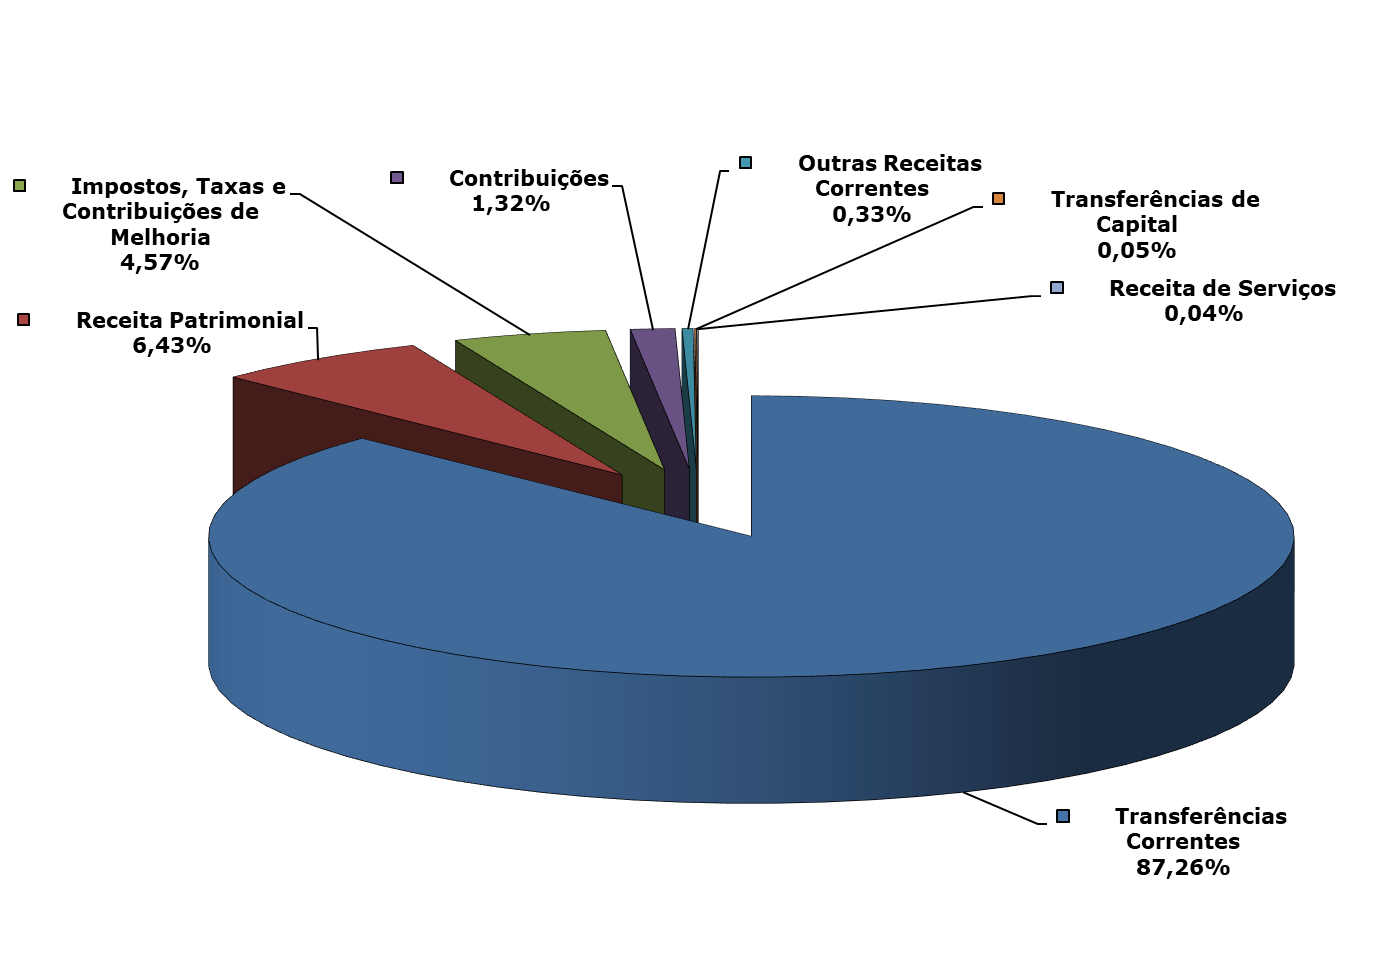 Impostos, Taxas e
Contribuições de
Melhoria
4,57%
Contribuições
1,32%
Outras Receitas
Correntes
0,33%
Transferências de
Capital
0,05%
Receita de Serviços
0,04%
Receita Patrimonial
6,43%
Transferências
Correntes
87,26%